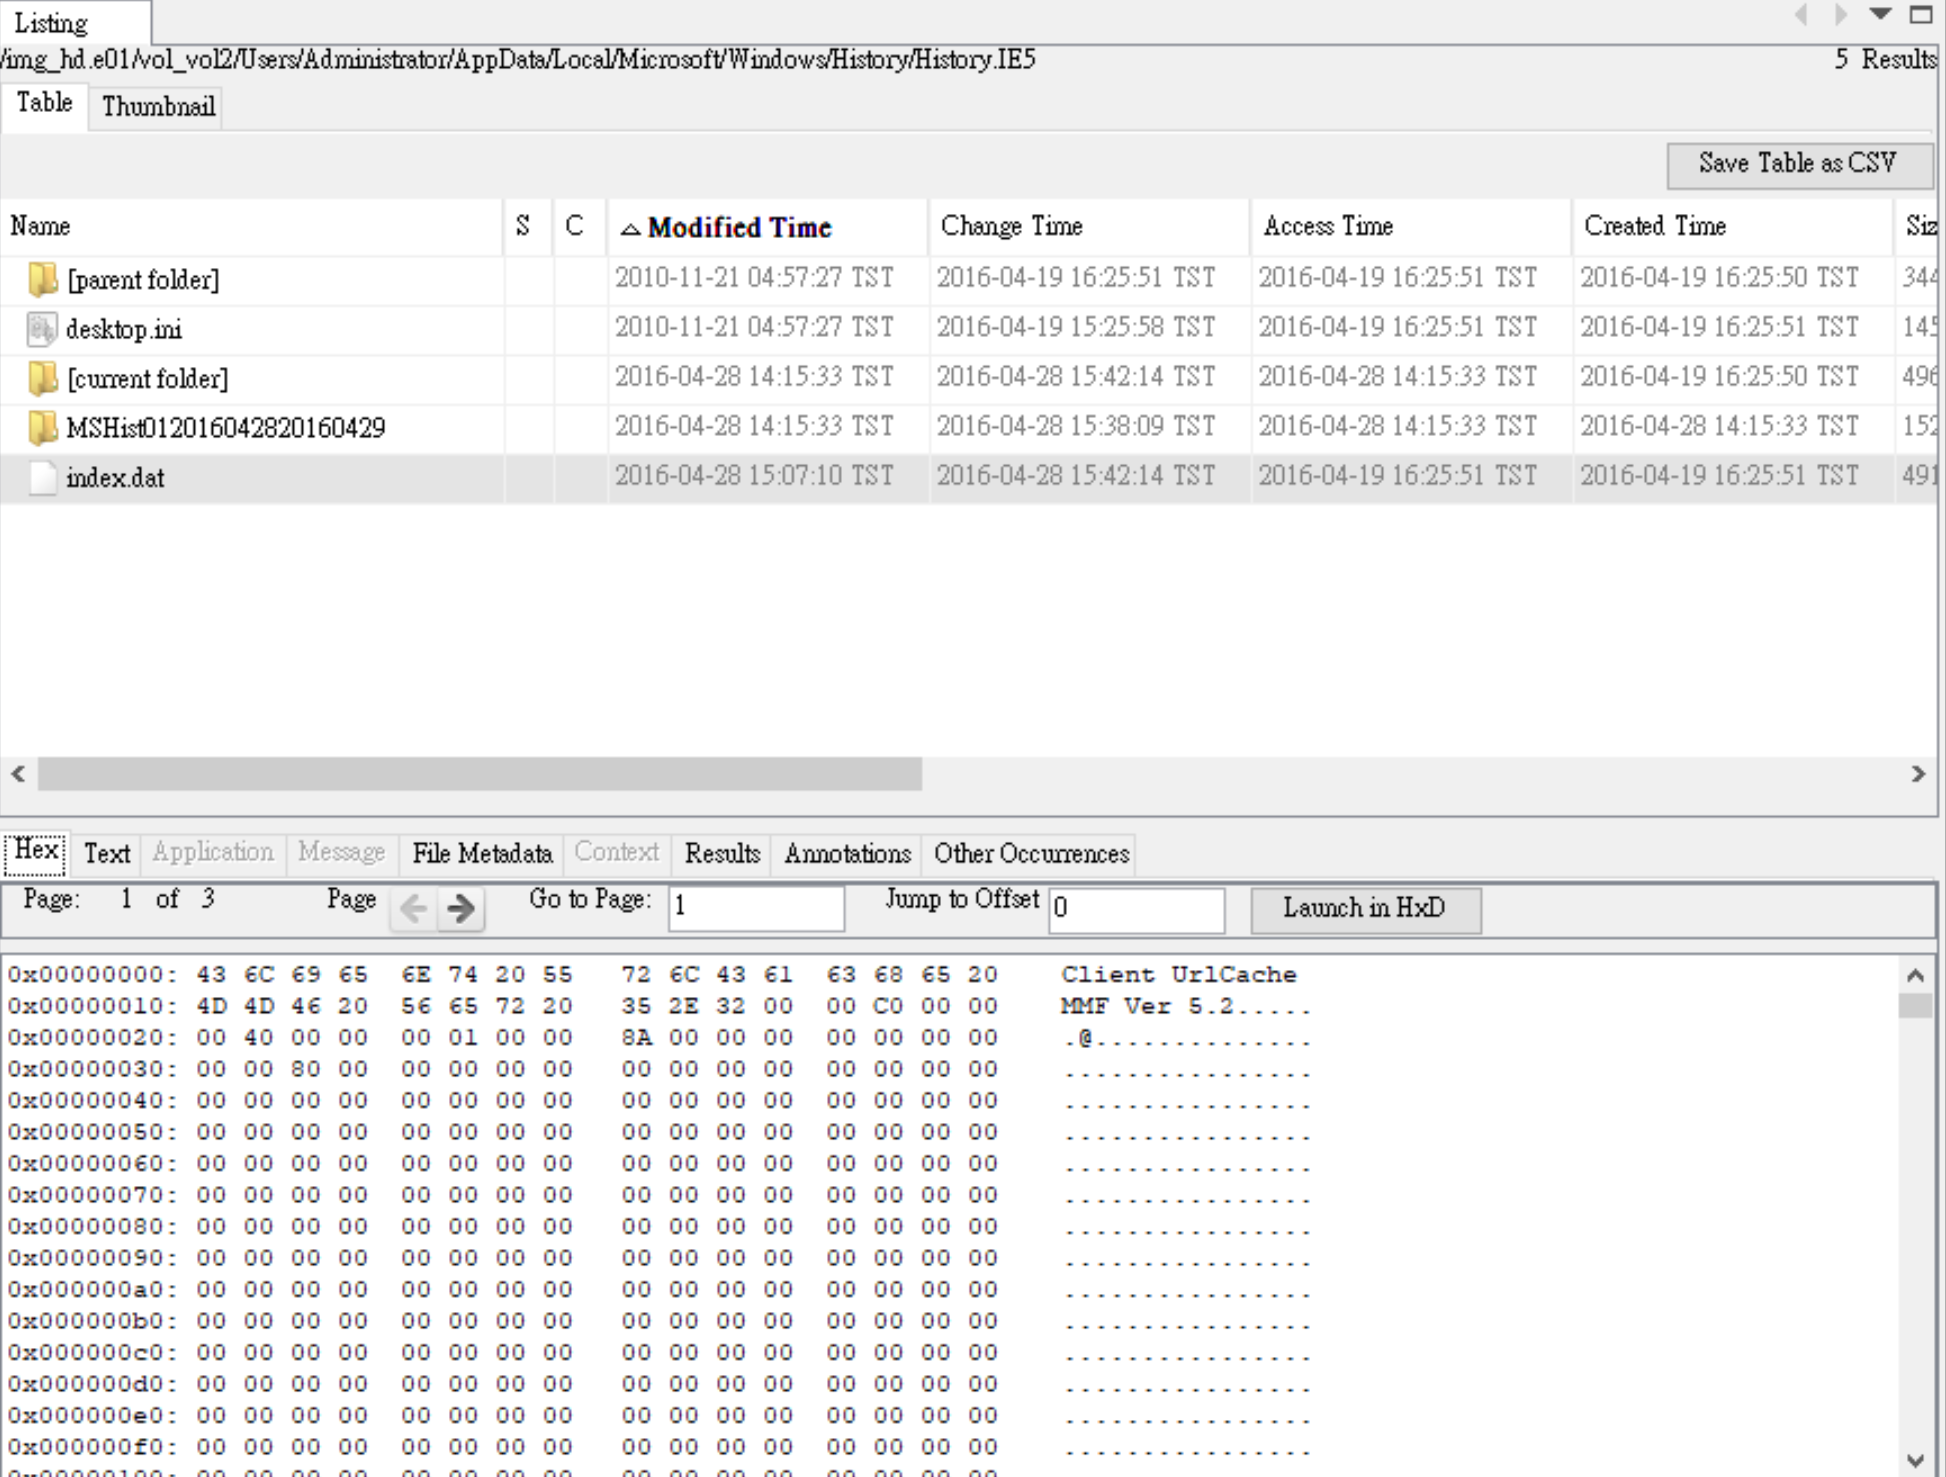 Listing
/img_hd.e01/vol_vol2/Users/Administrator/AppData/Local/Microsoft/Windows/History/History.IE5 5 Results
Table Thumbnail
Save Table as CSV
Name S C Modified Time Change Time Access Time Created Time Siz
[parent folder] 2010-11-21 04:57:27 TST 2016-04-19 16:25:51 TST 2016-04-19 16:25:51 TST 2016-04-19 16:25:50 TST 344
desktop.ini 2010-11-21 04:57:27 TST 2016-04-19 15:25:58 TST 2016-04-19 16:25:51 TST 2016-04-19 16:25:51 TST 145
[current folder] 2016-04-28 14:15:33 TST 2016-04-28 15:42:14 TST 2016-04-28 14:15:33 TST 2016-04-19 16:25:50 TST 496
MSHist012016042820160429 2016-04-28 14:15:33 TST 2016-04-28 15:38:09 TST 2016-04-28 14:15:33 TST 2016-04-28 14:15:33 TST 152
index.dat 2016-04-28 15:07:10 TST 2016-04-28 15:42:14 TST 2016-04-19 16:25:51 TST 2016-04-19 16:25:51 TST 491
Hex Text Application Message File Metadata Context Results Annotations Other Occurrences
Page: 1 of 3 Page Go to Page: 1 Jump to Offset 0 Launch in HxD
0x00000000: 43 6C 69 65 6E 74 20 55 72 6C 43 61 63 68 65 20 Client UrlCache
0x00000010: 4D 4D 46 20 56 65 72 20 35 2E 32 00 00 C0 00 00 MMF Ver 5.2.....
0x00000020: 00 40 00 00 00 01 00 00 8A 00 00 00 00 00 00 00 .@..............
0x00000030: 00 00 80 00 00 00 00 00 00 00 00 00 00 00 00 00 ................
0x00000040: 00 00 00 00 00 00 00 00 00 00 00 00 00 00 00 00 ................
0x00000050: 00 00 00 00 00 00 00 00 00 00 00 00 00 00 00 00 ................
0x00000060: 00 00 00 00 00 00 00 00 00 00 00 00 00 00 00 00 ................
0x00000070: 00 00 00 00 00 00 00 00 00 00 00 00 00 00 00 00 ................
0x00000080: 00 00 00 00 00 00 00 00 00 00 00 00 00 00 00 00 ................
0x00000090: 00 00 00 00 00 00 00 00 00 00 00 00 00 00 00 00 ................
0x000000a0: 00 00 00 00 00 00 00 00 00 00 00 00 00 00 00 00 ................
0x000000b0: 00 00 00 00 00 00 00 00 00 00 00 00 00 00 00 00 ................
0x000000c0: 00 00 00 00 00 00 00 00 00 00 00 00 00 00 00 00 ................
0x000000d0: 00 00 00 00 00 00 00 00 00 00 00 00 00 00 00 00 ................
0x000000e0: 00 00 00 00 00 00 00 00 00 00 00 00 00 00 00 00 ................
0x000000f0: 00 00 00 00 00 00 00 00 00 00 00 00 00 00 00 00 ................